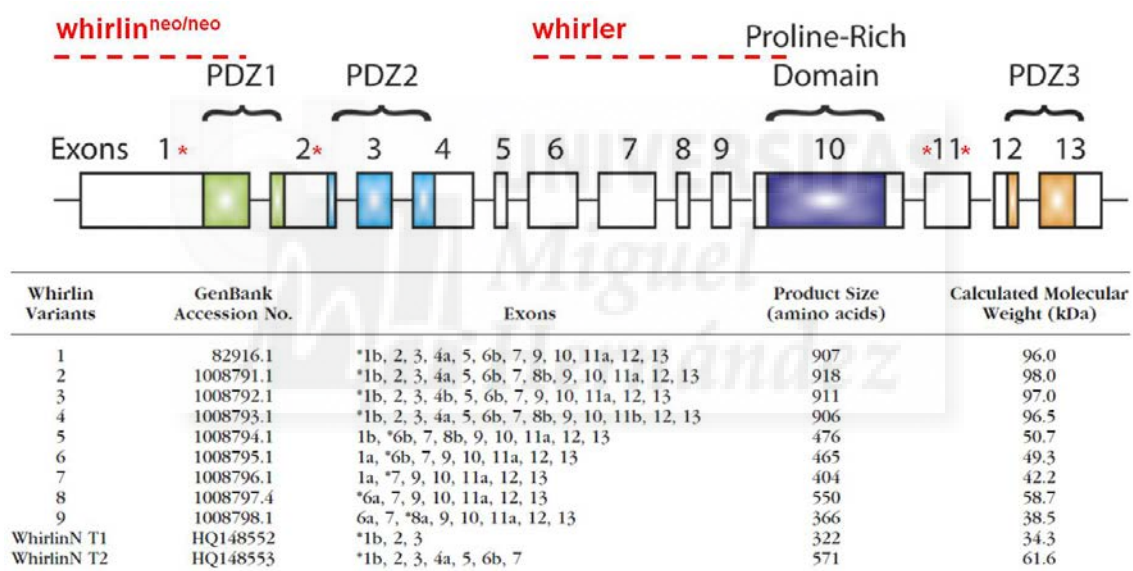 whirlin neo/neo
whirler
Proline-Rich
Domain
PDZ1
PDZ2
PDZ3
Exons 1* 2* 3 4 5 6 7 8 9 10 *11* 12 13
UNIVERSITAS
Miguel
Hernández
Whirlin Variants GenBank Accession No. Exons Product Size (amino acids) Calculated Molecular Weight (kDa)
1 82916.1 *1b, 2, 3, 4a, 5, 6b, 7, 9, 10, 11a, 12, 13 907 96.0
2 1008791.1 *1b, 2, 3, 4a, 5, 6b, 7, 8b, 9, 10, 11a, 12, 13 918 98.0
3 1008792.1 *1b, 2, 3, 4b, 5, 6b, 7, 9, 10, 11a, 12, 13 911 97.0
4 1008793.1 *1b, 2, 3, 4a, 5, 6b, 7, 8b, 9, 10, 11b, 12, 13 906 96.5
5 1008794.1 1b, *6b, 7, 8b, 9, 10, 11a, 12, 13 476 50.7
6 1008795.1 1a, *6b, 7, 9, 10, 11a, 12, 13 465 49.3
7 1008796.1 1a, *7, 9, 10, 11a, 12, 13 404 42.2
8 1008797.4 *6a, 7, 9, 10, 11a, 12, 13 550 58.7
9 1008798.1 6a, 7, *8a, 9, 10, 11a, 12, 13 366 38.5
WhirlinN T1 HQ148552 *1b, 2, 3 322 34.3
WhirlinN T2 HQ148553 *1b, 2, 3, 4a, 5, 6b, 7 571 61.6